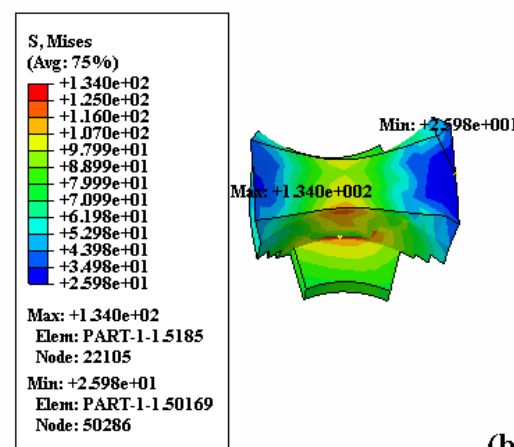 S, Mises
(Avg: 75%)
+1.340e+02
+1.250e+02
+1.160e+02
+1.070e+02
+9.799e+01
+8.899e+01
+7.999e+01
+7.099e+01
+6.198e+01
+5.298e+01
+4.398e+01
+3.498e+01
+2.598e+01
Max: +1.340e+02
Elem: PART-1-1.5185
Node: 22105
Min: +2.598e+01
Elem: PART-1-1.50169
Node: 50286
Min: +2.598e+001
Max: +1.340e+002
(b